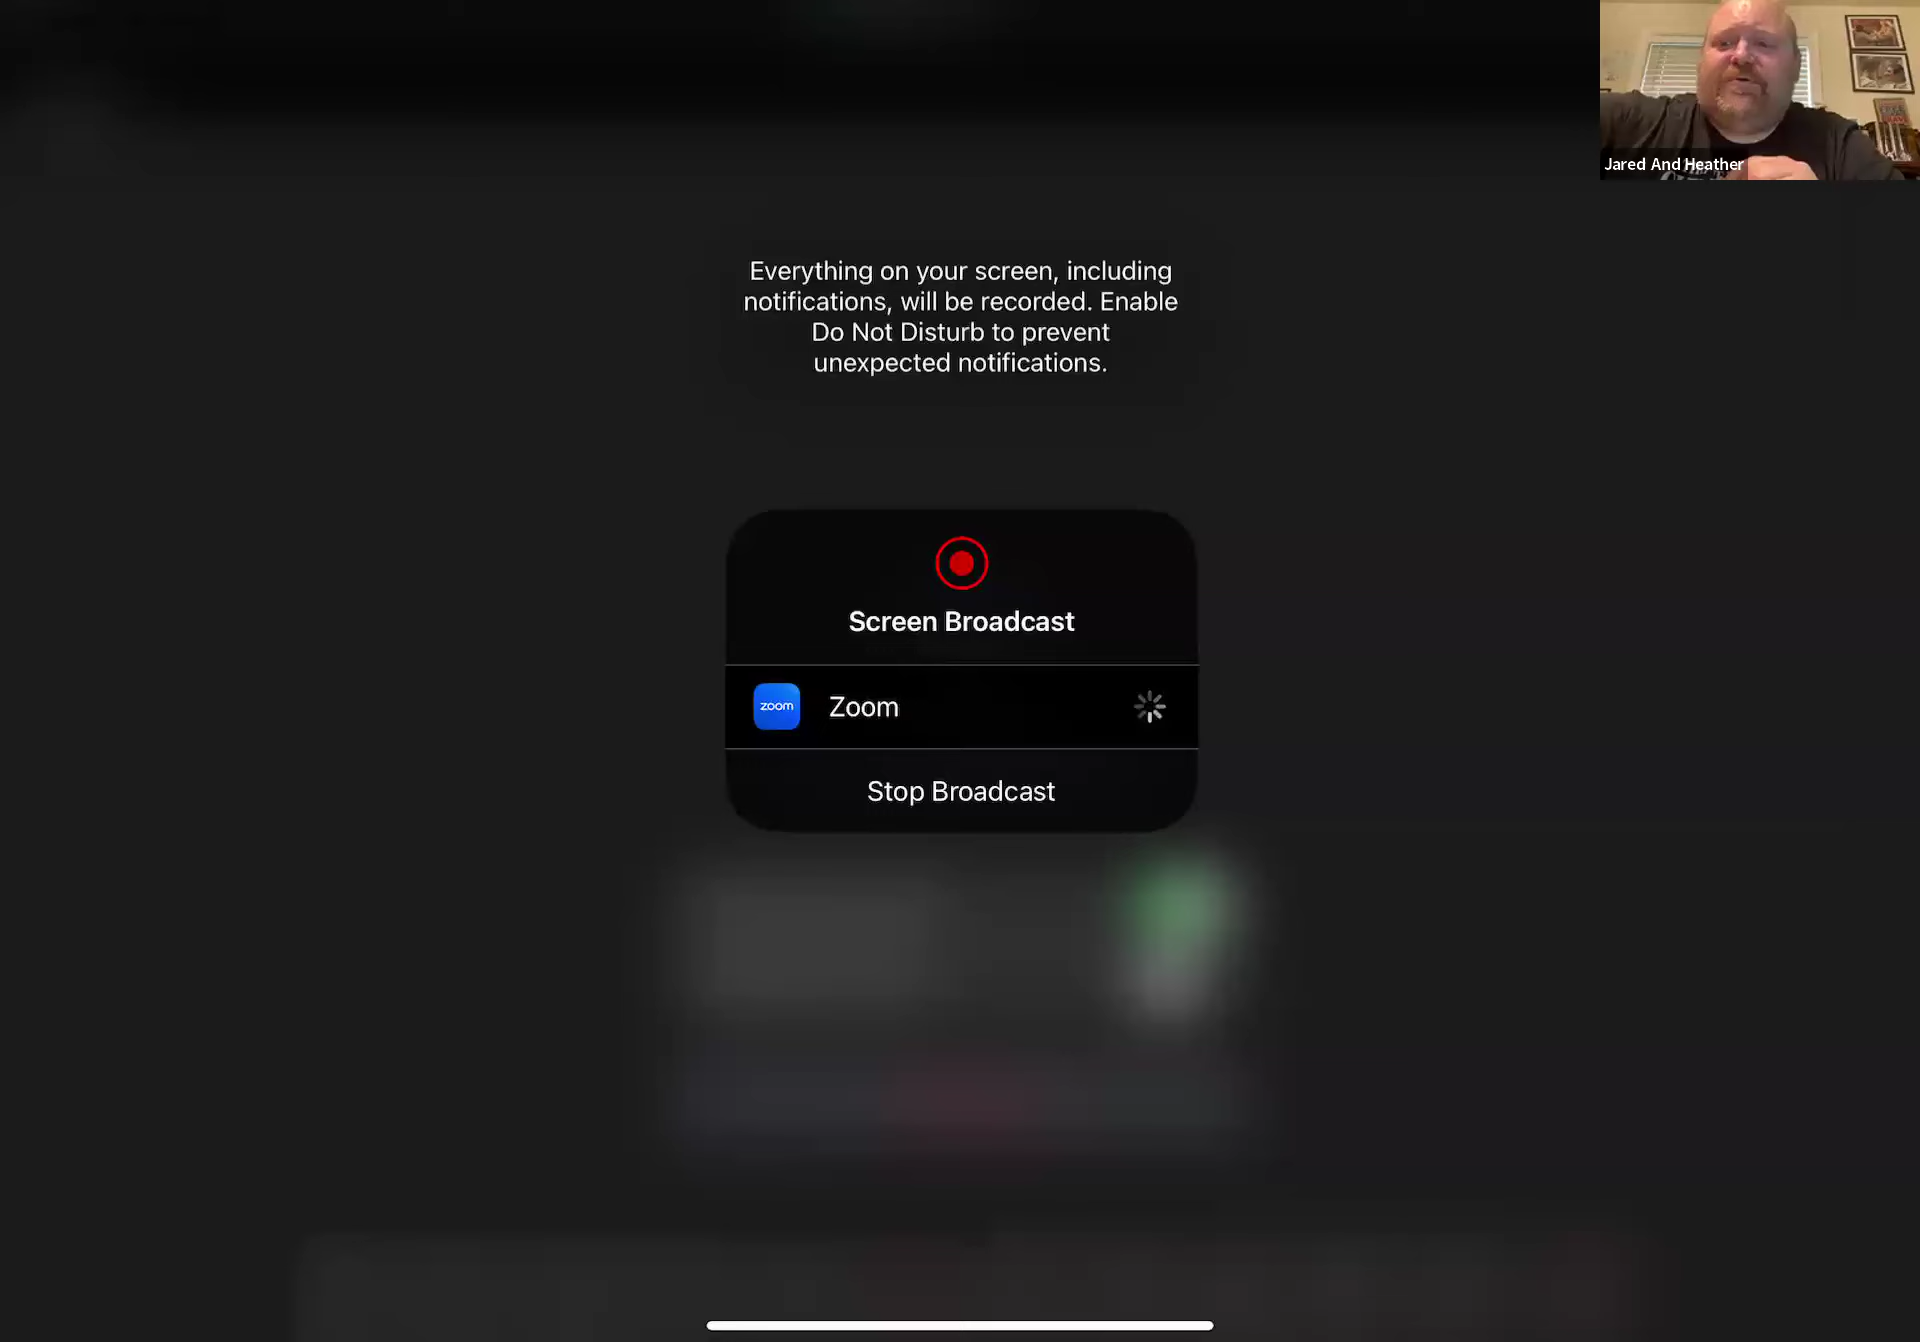 Jared And Heather
Everything on your screen, including
notifications, will be recorded. Enable
Do Not Disturb to prevent
unexpected notifications.
Screen Broadcast
zoom
Zoom
Stop Broadcast